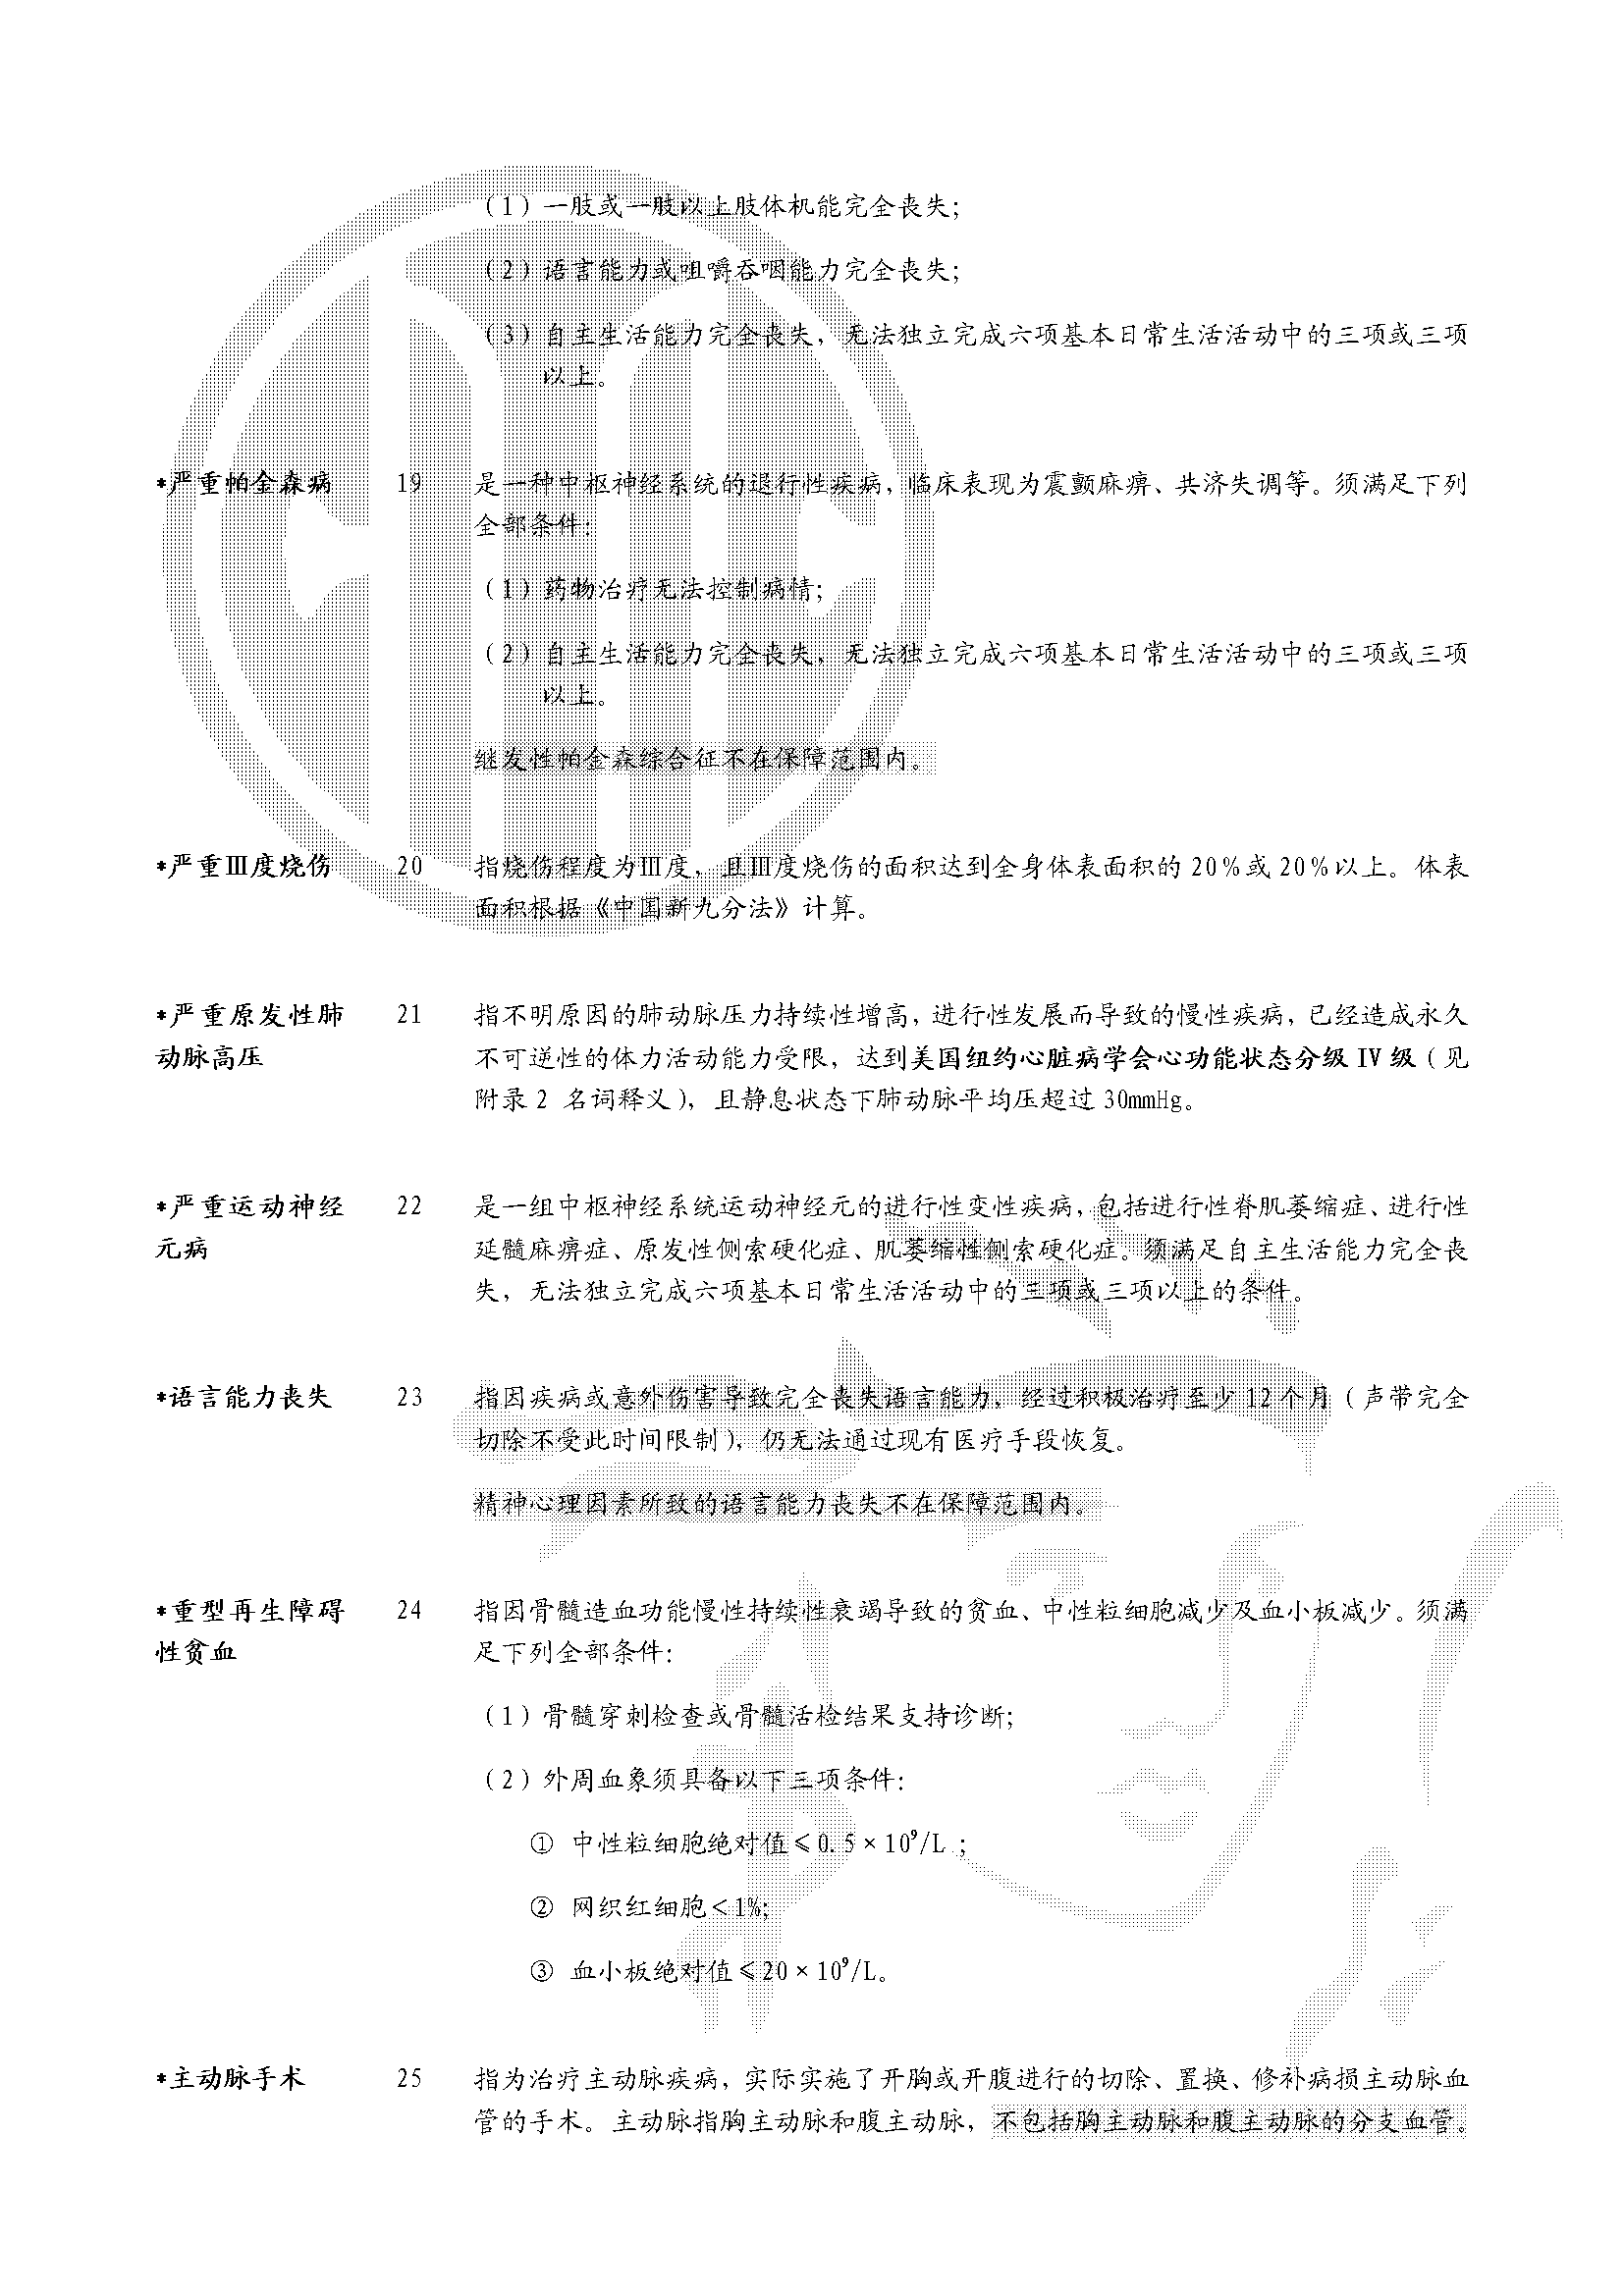 （1）一肢或一肢以上肢体机能完全丧失；
（2）语言能力或咀嚼吞咽能力完全丧失；
（3）自主生活能力完全丧失，无法独立完成六项基本日常生活活动中的三项或三项
以上。
*严重帕金森病 19 是一种中枢神经系统的退行性疾病，临床表现为震颤麻痹、共济失调等。须满足下列
全部条件：
（1）药物治疗无法控制病情；
（2）自主生活能力完全丧失，无法独立完成六项基本日常生活活动中的三项或三项
以上。
继发性帕金森综合征不在保障范围内。
*严重Ⅲ度烧伤 20 指烧伤程度为Ⅲ度，且Ⅲ度烧伤的面积达到全身体表面积的 20%或 20%以上。体表
面积根据《中国新九分法》计算。
*严重原发性肺 21 指不明原因的肺动脉压力持续性增高，进行性发展而导致的慢性疾病，已经造成永久
动脉高压 不可逆性的体力活动能力受限，达到美国纽约心脏病学会心功能状态分级 IV 级（见
附录 2 名词释义），且静息状态下肺动脉平均压超过 30mmHg。
*严重运动神经 22 是一组中枢神经系统运动神经元的进行性变性疾病，包括进行性脊肌萎缩症、进行性
元病 延髓麻痹症、原发性侧索硬化症、肌萎缩性侧索硬化症。须满足自主生活能力完全丧
失，无法独立完成六项基本日常生活活动中的三项或三项以上的条件。
*语言能力丧失 23 指因疾病或意外伤害导致完全丧失语言能力，经过积极治疗至少 12 个月（声带完全
切除不受此时间限制），仍无法通过现有医疗手段恢复。
精神心理因素所致的语言能力丧失不在保障范围内。
*重型再生障碍 24 指因骨髓造血功能慢性持续性衰竭导致的贫血、中性粒细胞减少及血小板减少。须满
性贫血 足下列全部条件：
（1）骨髓穿刺检查或骨髓活检结果支持诊断；
（2）外周血象须具备以下三项条件：
① 中性粒细胞绝对值≤0.5×10⁹/L；
② 网织红细胞＜1%；
③ 血小板绝对值≤20×10⁹/L。
*主动脉手术 25 指为治疗主动脉疾病，实际实施了开胸或开腹进行的切除、置换、修补病损主动脉血
管的手术。主动脉指胸主动脉和腹主动脉，不包括胸主动脉和腹主动脉的分支血管。